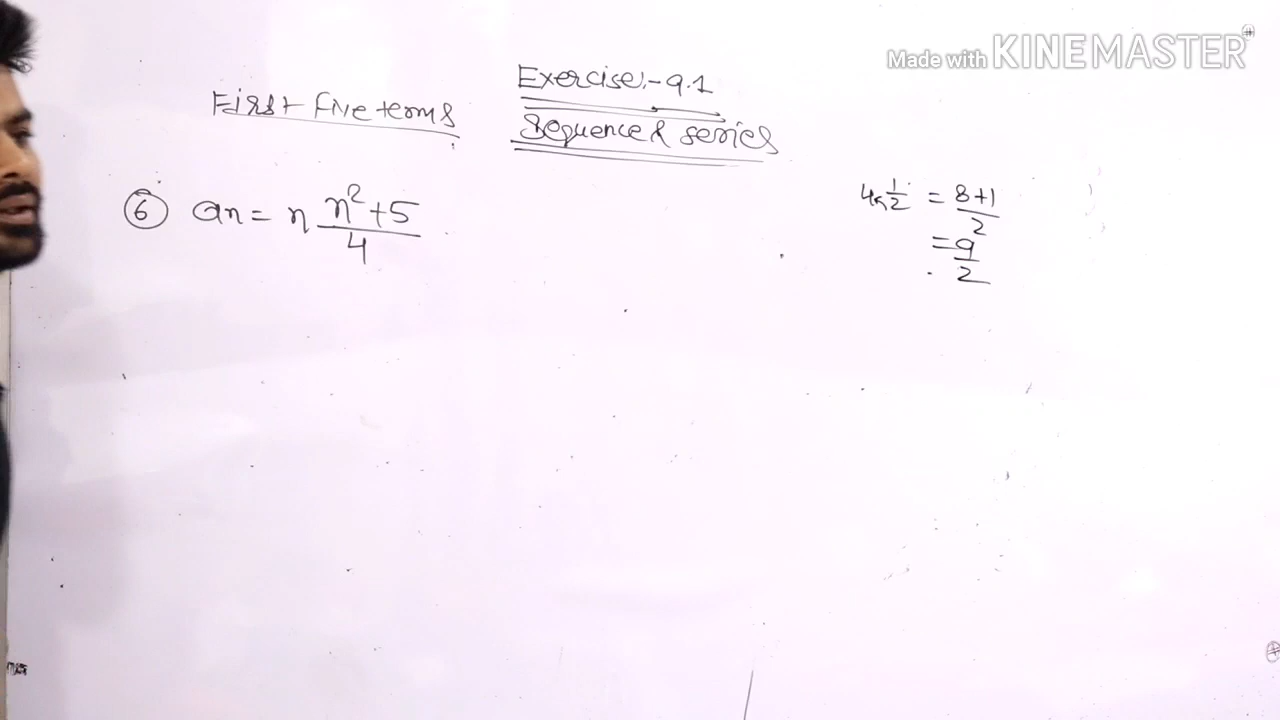 Made with KINEMASTER
Exercise:- 9.1
First five terms
Sequence & series
6 an = n n²+5/4
4 1/2 = 8+1/2
= 9/2